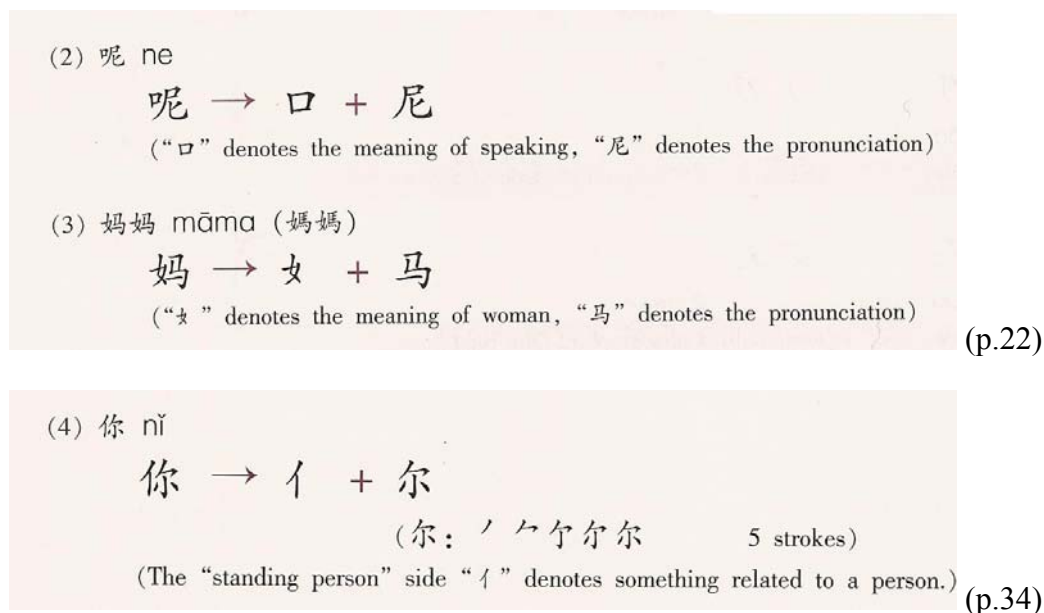 (2) 呢 ne
呢 → 口 + 尼
(“口” denotes the meaning of speaking, “尼” denotes the pronunciation)
(3) 妈妈 māma (媽媽)
妈 → 女 + 马
(“女” denotes the meaning of woman, “马” denotes the pronunciation)
(p.22)
(4) 你 nǐ
你 → 亻 + 尔
(尔: 丿 𠂉 亇 尔 尔 5 strokes)
(The “standing person” side “亻” denotes something related to a person.)
(p.34)